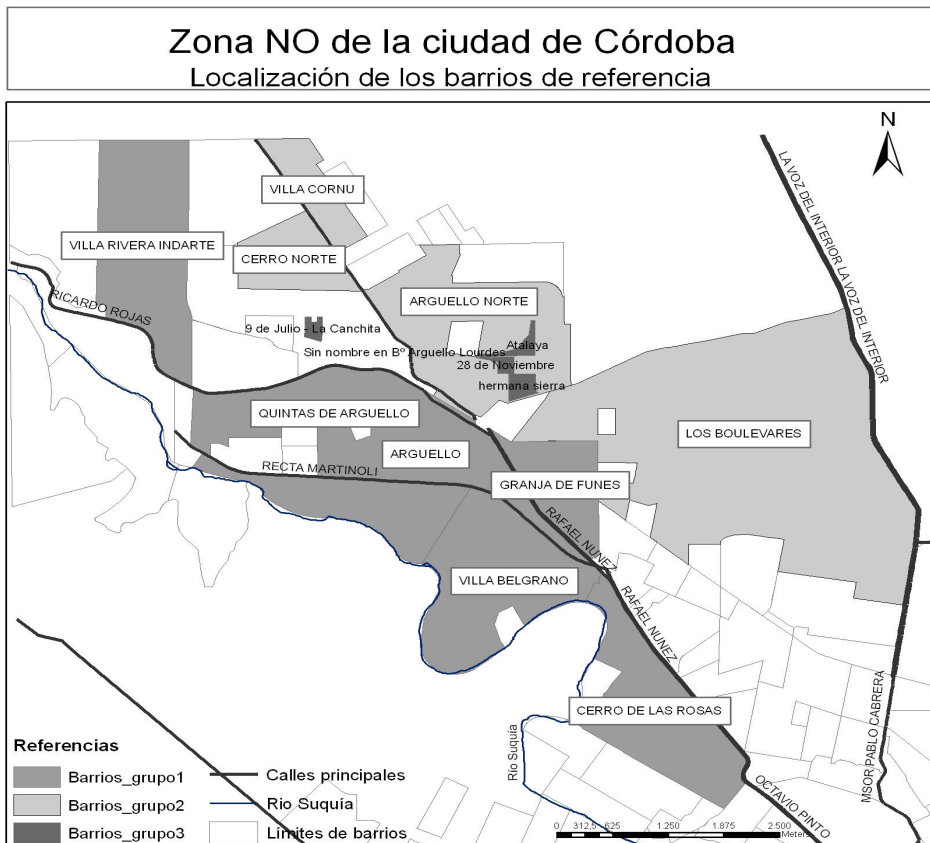 Zona NO de la ciudad de Córdoba
Localización de los barrios de referencia
N
LA VOZ DEL INTERIOR LA VOZ DEL INTERIOR
VILLA CORNU
VILLA RIVERA INDARTE
CERRO NORTE
RICARDO ROJAS
ARGUELLO NORTE
9 de Julio - La Canchita
Sin nombre en Bº Arguello Lourdes
Atalaya
28 de Noviembre
hermana sierra
QUINTAS DE ARGUELLO
LOS BOULEVARES
ARGUELLO
RECTA MARTINOLI
GRANJA DE FUNES
RAFAEL NUNEZ
VILLA BELGRANO
RAFAEL NUNEZ
CERRO DE LAS ROSAS
MSOR PABLO CABRERA
Río Suquía
OCTAVIO PINTO
Referencias
Barrios_grupo1
Calles principales
Barrios_grupo2
Rio Suquía
Barrios_grupo3
Límites de barrios
0 312,5 625 1.250 1.875 2.500
Meters